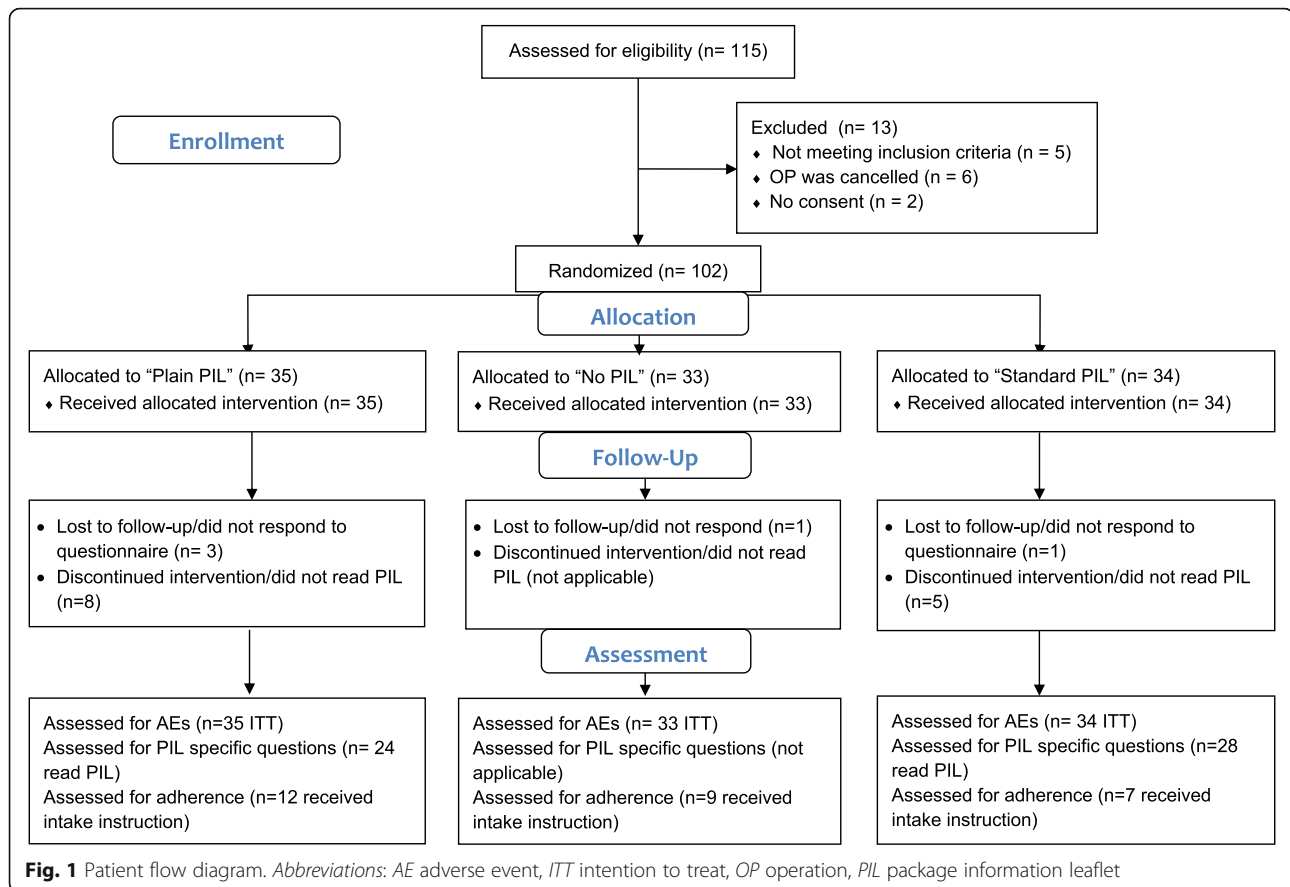 Assessed for eligibility (n= 115)
Enrollment
Excluded (n= 13)
♦ Not meeting inclusion criteria (n = 5)
♦ OP was cancelled (n = 6)
♦ No consent (n = 2)
Randomized (n= 102)
Allocation
Allocated to “Plain PIL” (n= 35)
♦ Received allocated intervention (n= 35)
Allocated to “No PIL” (n= 33)
♦ Received allocated intervention (n= 33)
Allocated to “Standard PIL” (n= 34)
♦ Received allocated intervention (n= 34)
Follow-Up
• Lost to follow-up/did not respond to
questionnaire (n= 3)
• Discontinued intervention/did not read PIL
(n=8)
• Lost to follow-up/did not respond (n=1)
• Discontinued intervention/did not read
PIL (not applicable)
• Lost to follow-up/did not respond to
questionnaire (n=1)
• Discontinued intervention/did not read PIL
(n=5)
Assessment
Assessed for AEs (n=35 ITT)
Assessed for PIL specific questions (n= 24
read PIL)
Assessed for adherence (n=12 received
intake instruction)
Assessed for AEs (n= 33 ITT)
Assessed for PIL specific questions (not
applicable)
Assessed for adherence (n=9 received
intake instruction)
Assessed for AEs (n= 34 ITT)
Assessed for PIL specific questions (n=28
read PIL)
Assessed for adherence (n=7 received
intake instruction)
Fig. 1 Patient flow diagram. Abbreviations: AE adverse event, ITT intention to treat, OP operation, PIL package information leaflet